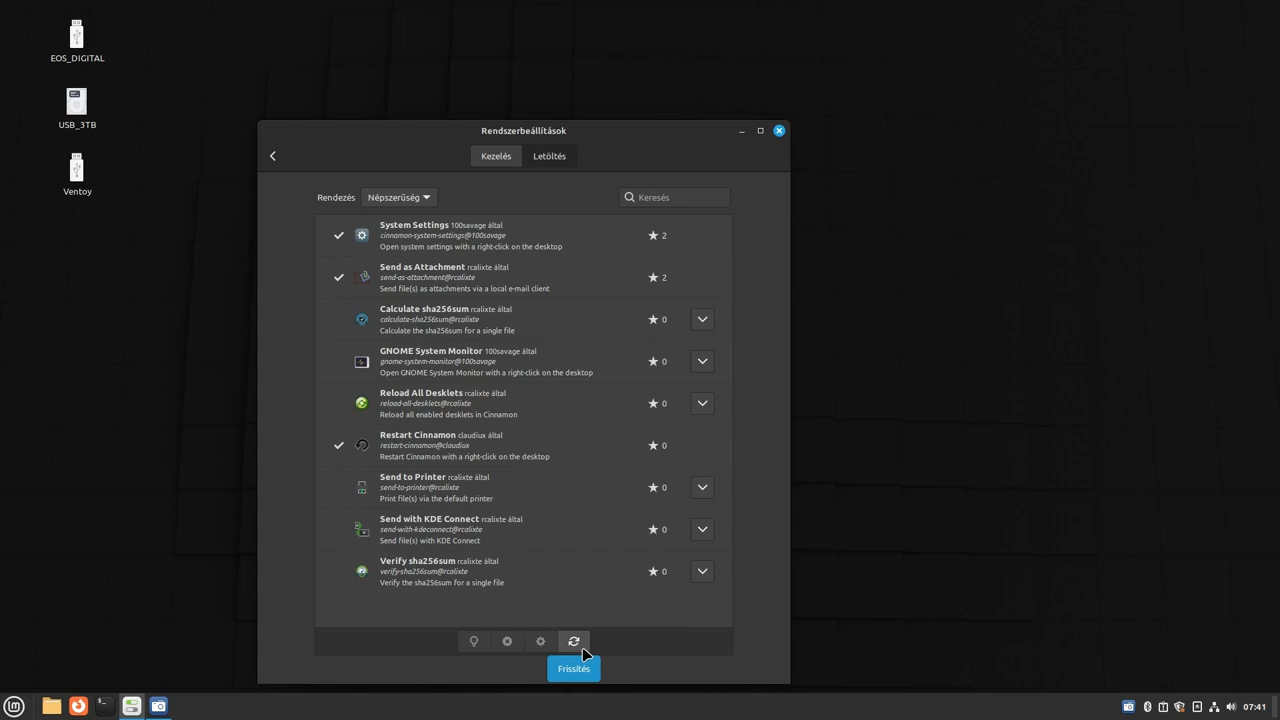 EOS_DIGITAL
USB_3TB
Ventoy
Rendszerbeállítások
Kezelés
Letöltés
Rendezés
Népszerűség
Keresés
System Settings 100savage által
cinnamon-system-settings@100savage
Open system settings with a right-click on the desktop
2
Send as Attachment rcalixte által
send-as-attachment@rcalixte
Send file(s) as attachments via a local e-mail client
2
Calculate sha256sum rcalixte által
calculate-sha256sum@rcalixte
Calculate the sha256sum for a single file
0
GNOME System Monitor 100savage által
gnome-system-monitor@100savage
Open GNOME System Monitor with a right-click on the desktop
0
Reload All Desklets rcalixte által
reload-all-desklets@rcalixte
Reload all enabled desklets in Cinnamon
0
Restart Cinnamon claudiux által
restart-cinnamon@claudiux
Restart Cinnamon with a right-click on the desktop
0
Send to Printer rcalixte által
send-to-printer@rcalixte
Print file(s) via the default printer
0
Send with KDE Connect rcalixte által
send-with-kdeconnect@rcalixte
Send file(s) with KDE Connect
0
Verify sha256sum rcalixte által
verify-sha256sum@rcalixte
Verify the sha256sum for a single file
0
Frissítés
07:41